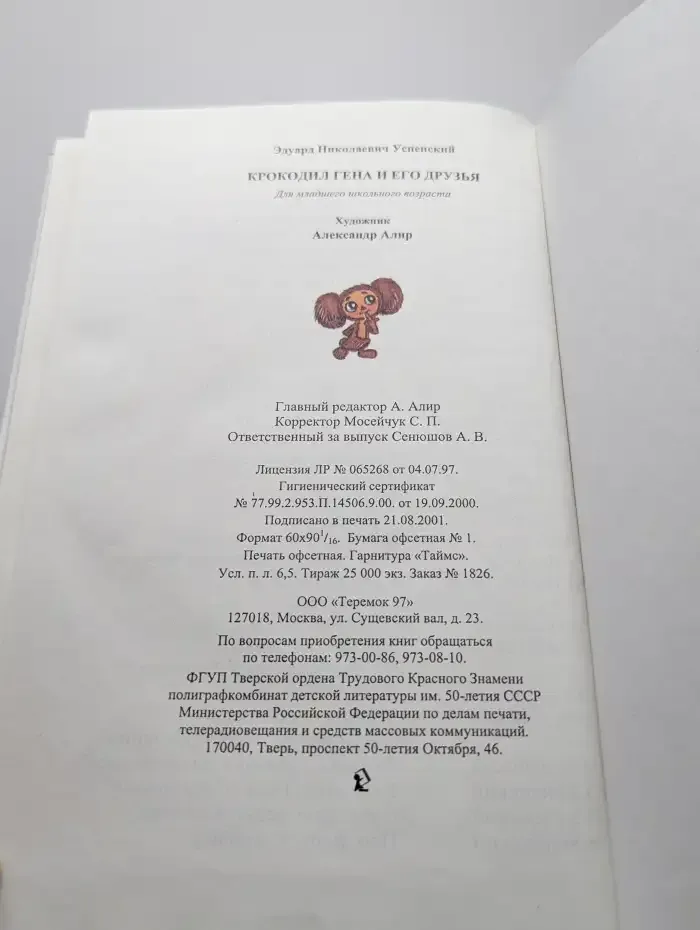 Эдуард Николаевич Успенский
КРОКОДИЛ ГЕНА И ЕГО ДРУЗЬЯ
Для младшего школьного возраста
Художник
Александр Алир
Главный редактор А. Алир
Корректор Мосейчук С. П.
Ответственный за выпуск Сенюшов А. В.
Лицензия ЛР № 065268 от 04.07.97.
Гигиенический сертификат
№ 77.99.2.953.П.14506.9.00. от 19.09.2000.
Подписано в печать 21.08.2001.
Формат 60х90¹/₁₆. Бумага офсетная № 1.
Печать офсетная. Гарнитура «Таймс».
Усл. п. л. 6,5. Тираж 25 000 экз. Заказ № 1826.
ООО «Теремок 97»
127018, Москва, ул. Сущевский вал, д. 23.
По вопросам приобретения книг обращаться
по телефонам: 973-00-86, 973-08-10.
ФГУП Тверской ордена Трудового Красного Знамени
полиграфкомбинат детской литературы им. 50-летия СССР
Министерства Российской Федерации по делам печати,
телерадиовещания и средств массовых коммуникаций.
170040, Тверь, проспект 50-летия Октября, 46.